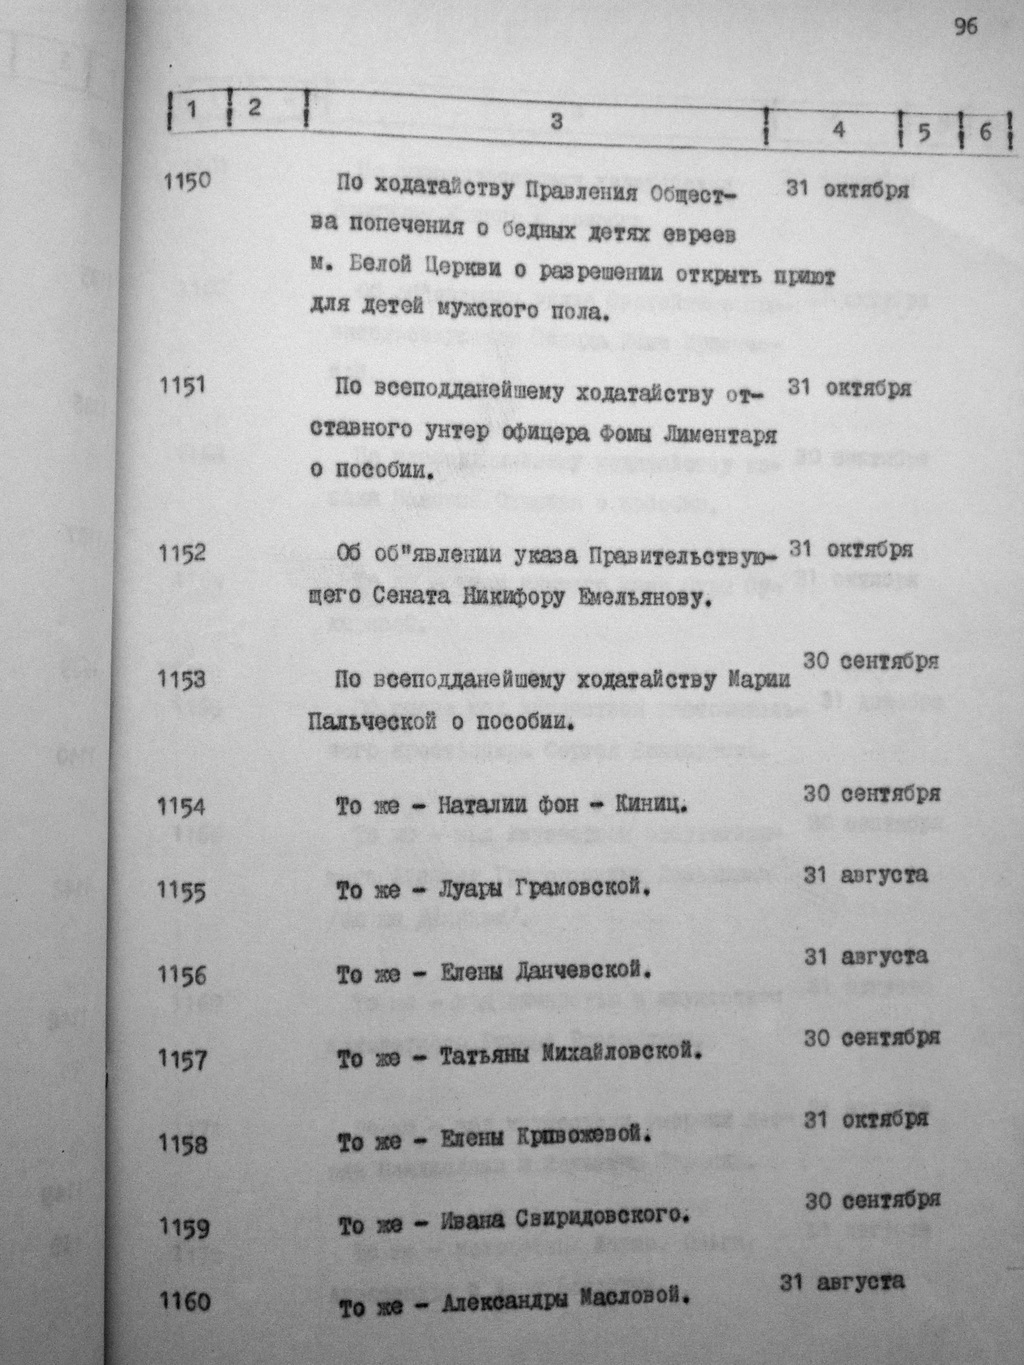 96
1 2 3 4 5 6
1150 По ходатайству Правления Общест- 31 октября
ва попечения о бедных детях евреев
м. Белой Церкви о разрешении открыть приют
для детей мужского пола.
1151 По всеподданейшему ходатайству от- 31 октября
ставного унтер офицера Фомы Лиментаря
о пособии.
1152 Об об"явлении указа Правительствую- 31 октября
щего Сената Никифору Емельянову.
30 сентября
1153 По всеподданейшему ходатайству Марии
Пальческой о пособии.
1154 То же - Наталии фон - Киниц. 30 сентября
1155 То же - Луары Грамовской. 31 августа
1156 То же - Елены Данчевской. 31 августа
1157 То же - Татьяны Михайловской. 30 сентября
1158 То же - Елены Кривожевой. 31 октября
1159 То же - Ивана Свиридовского. 30 сентября
1160 То же - Александры Масловой. 31 августа